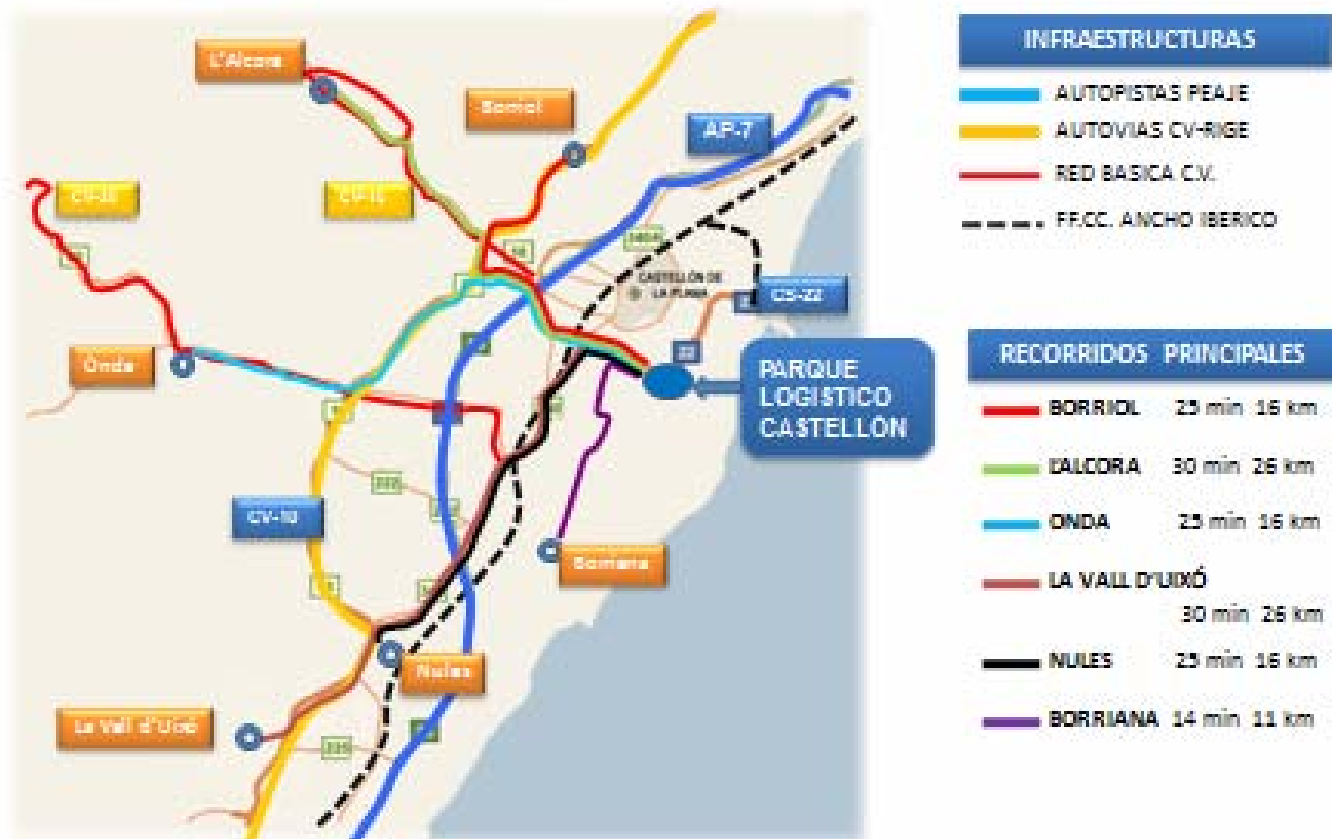 L'Alcora
Borriol
AP-7
CASTELLÓN DE
LA PLANA
CS-22
22
Onda
PARQUE
LOGISTICO
CASTELLÓN
222
CV-10
Borriana
Nules
La Vall d'Uixó
INFRAESTRUCTURAS
AUTOPISTAS PEAJE
AUTOVIAS CV-RIGE
RED BASICA C.V.
FF.CC. ANCHO IBERICO
RECORRIDOS PRINCIPALES
BORRIOL 25 min 16 km
L'ALCORA 30 min 26 km
ONDA 25 min 16 km
LA VALL D'UIXÓ
30 min 26 km
NULES 25 min 16 km
BORRIANA 14 min 11 km